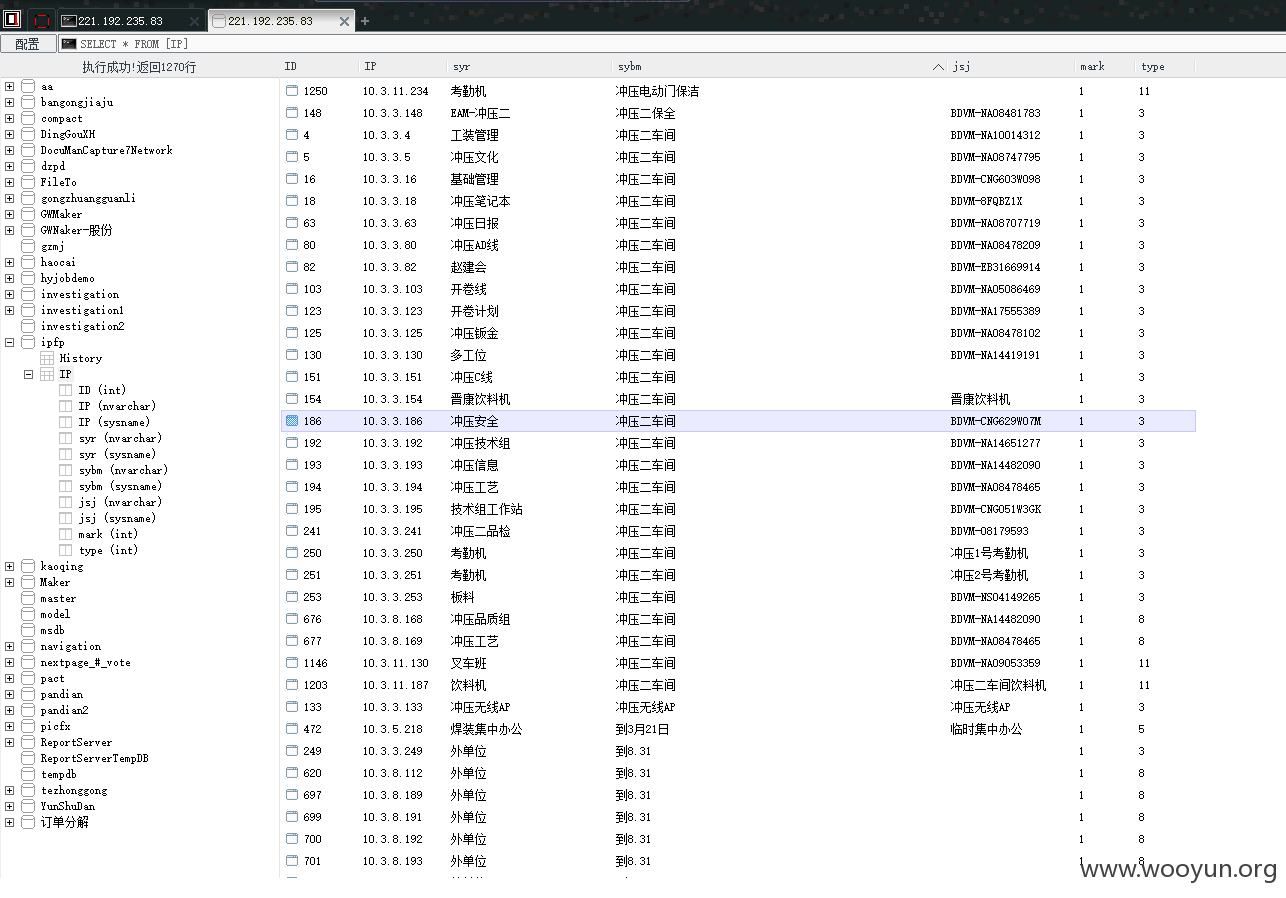 221.192.235.83 221.192.235.83
配置 SELECT * FROM [IP]
执行成功!返回1270行
aa
bangongjiaju
compact
DingGouXH
DocuManCapture7Network
dzpd
FileTo
gongzhuangguanli
GWMaker
GWNaker-股份
gzmj
haocai
hyjobdemo
investigation
investigation1
investigation2
ipfp
History
IP
ID (int)
IP (nvarchar)
IP (sysname)
syr (nvarchar)
syr (sysname)
sybm (nvarchar)
sybm (sysname)
jsj (nvarchar)
jsj (sysname)
mark (int)
type (int)
kaoqing
Maker
master
model
msdb
navigation
nextpage_#_vote
pact
pandian
pandian2
picfx
ReportServer
ReportServerTempDB
tempdb
tezhonggong
YunShuDan
订单分解
ID IP syr sybm jsj mark type
1250 10.3.11.234 考勤机 冲压电动门保洁 1 11
148 10.3.3.148 EAM-冲压二 冲压二保全 BDVM-NA08481783 1 3
4 10.3.3.4 工装管理 冲压二车间 BDVM-NA10014312 1 3
5 10.3.3.5 冲压文化 冲压二车间 BDVM-NA08747795 1 3
16 10.3.3.16 基础管理 冲压二车间 BDVM-CNG603W098 1 3
18 10.3.3.18 冲压笔记本 冲压二车间 BDVM-8FQBZ1X 1 3
63 10.3.3.63 冲压日报 冲压二车间 BDVM-NA08707719 1 3
80 10.3.3.80 冲压AD线 冲压二车间 BDVM-NA08478209 1 3
82 10.3.3.82 赵建会 冲压二车间 BDVM-EB31669914 1 3
103 10.3.3.103 开卷线 冲压二车间 BDVM-NA05086469 1 3
123 10.3.3.123 开卷计划 冲压二车间 BDVM-NA17555389 1 3
125 10.3.3.125 冲压钣金 冲压二车间 BDVM-NA08478102 1 3
130 10.3.3.130 多工位 冲压二车间 BDVM-NA14419191 1 3
151 10.3.3.151 冲压C线 冲压二车间 1 3
154 10.3.3.154 晋康饮料机 冲压二车间 晋康饮料机 1 3
186 10.3.3.186 冲压安全 冲压二车间 BDVM-CNG629W07M 1 3
192 10.3.3.192 冲压技术组 冲压二车间 BDVM-NA14651277 1 3
193 10.3.3.193 冲压信息 冲压二车间 BDVM-NA14482090 1 3
194 10.3.3.194 冲压工艺 冲压二车间 BDVM-NA08478465 1 3
195 10.3.3.195 技术组工作站 冲压二车间 BDVM-CNG051W3GK 1 3
241 10.3.3.241 冲压二品检 冲压二车间 BDVM-08179593 1 3
250 10.3.3.250 考勤机 冲压二车间 冲压1号考勤机 1 3
251 10.3.3.251 考勤机 冲压二车间 冲压2号考勤机 1 3
253 10.3.3.253 板料 冲压二车间 BDVM-NS04149265 1 3
676 10.3.8.168 冲压品质组 冲压二车间 BDVM-NA14482090 1 8
677 10.3.8.169 冲压工艺 冲压二车间 BDVM-NA08478465 1 8
1146 10.3.11.130 叉车班 冲压二车间 BDVM-NA09053359 1 11
1203 10.3.11.187 饮料机 冲压二车间 冲压二车间饮料机 1 11
133 10.3.3.133 冲压无线AP 冲压无线AP 冲压无线AP 1 3
472 10.3.5.218 焊装集中办公 到3月21日 临时集中办公 1 5
249 10.3.3.249 外单位 到8.31 1 3
620 10.3.8.112 外单位 到8.31 1 8
697 10.3.8.189 外单位 到8.31 1 8
699 10.3.8.191 外单位 到8.31 1 8
700 10.3.8.192 外单位 到8.31 1 8
701 10.3.8.193 外单位 到8.31 1 8
www.wooyun.org